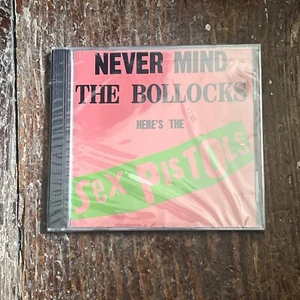 NEVER MIND
THE BOLLOCKS
HERE'S THE
SEX PISTOLS